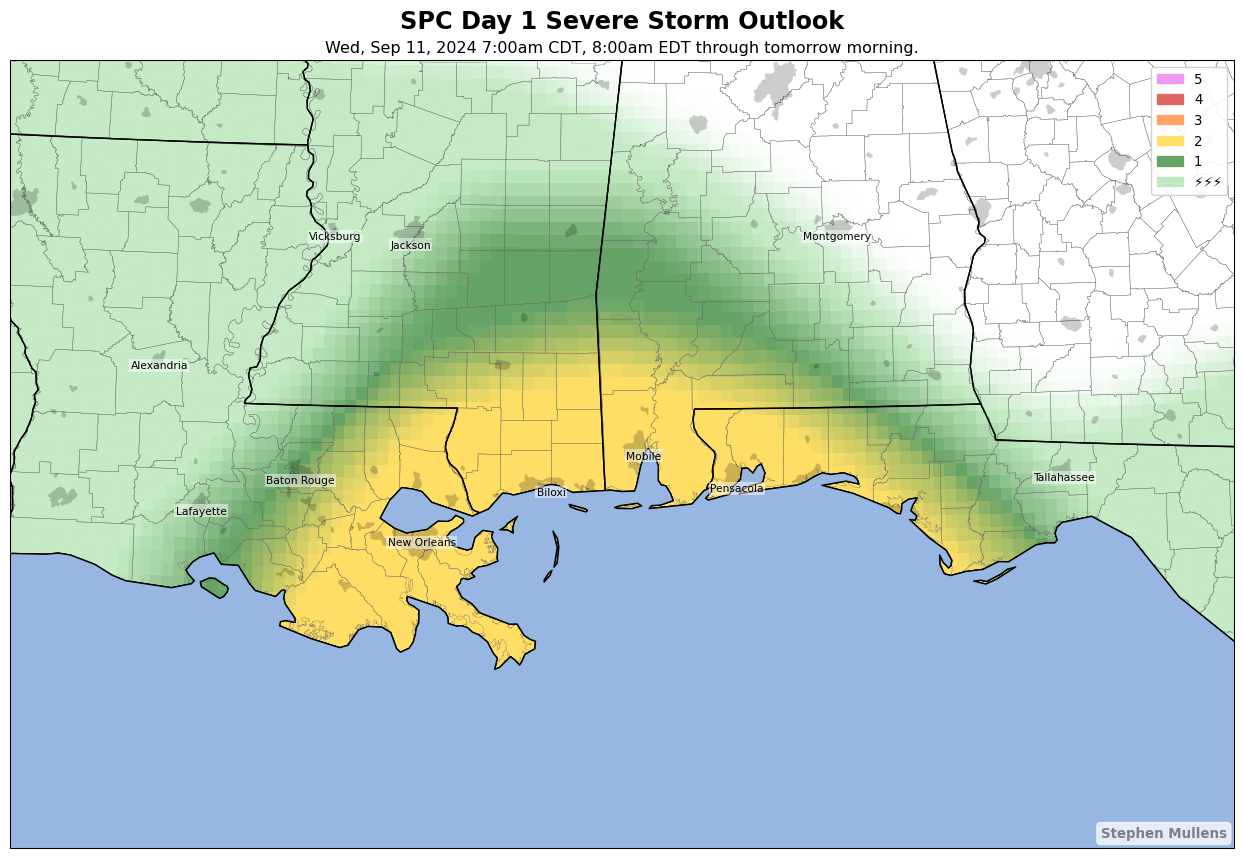 SPC Day 1 Severe Storm Outlook
Wed, Sep 11, 2024 7:00am CDT, 8:00am EDT through tomorrow morning.
5
4
3
2
1
⚡⚡⚡
Vicksburg
Jackson
Montgomery
Alexandria
Mobile
Tallahassee
Baton Rouge
Pensacola
Biloxi
Lafayette
New Orleans
Stephen Mullens